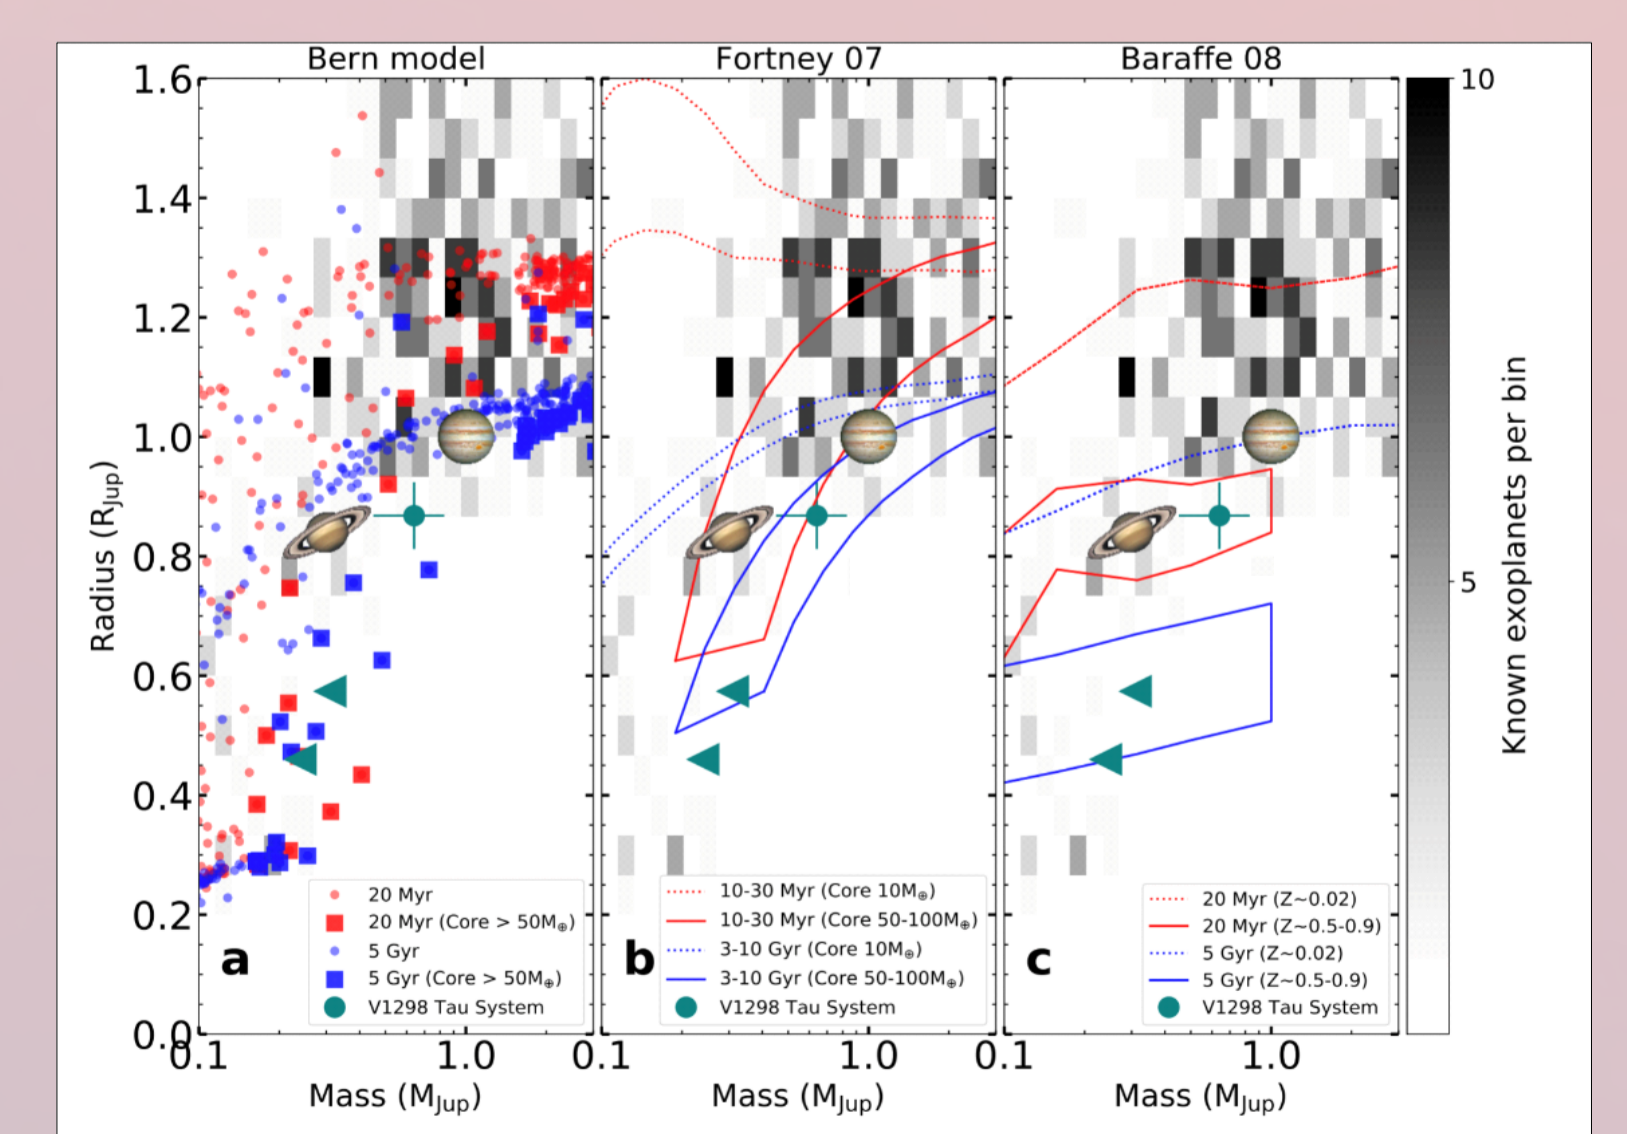 Bern model
Fortney 07
Baraffe 08
1.6
1.4
1.2
1.0
0.8
0.6
0.4
0.2
0.0
Radius (R_Jup)
20 Myr
20 Myr (Core > 50M⊕)
5 Gyr
5 Gyr (Core > 50M⊕)
V1298 Tau System
a
10-30 Myr (Core 10M⊕)
10-30 Myr (Core 50-100M⊕)
3-10 Gyr (Core 10M⊕)
3-10 Gyr (Core 50-100M⊕)
V1298 Tau System
b
20 Myr (Z~0.02)
20 Myr (Z~0.5-0.9)
5 Gyr (Z~0.02)
5 Gyr (Z~0.5-0.9)
V1298 Tau System
c
0.1 1.0 0.1 1.0 0.1 1.0
Mass (M_Jup)
Mass (M_Jup)
Mass (M_Jup)
10
5
Known exoplanets per bin